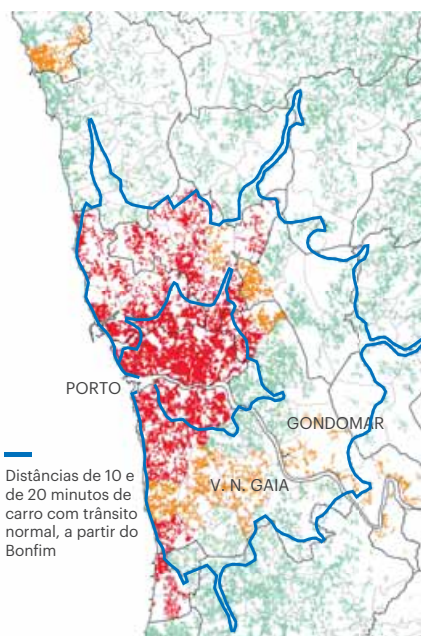 PORTO
GONDOMAR
V. N. GAIA
Distâncias de 10 e
de 20 minutos de
carro com trânsito
normal, a partir do
Bonfim